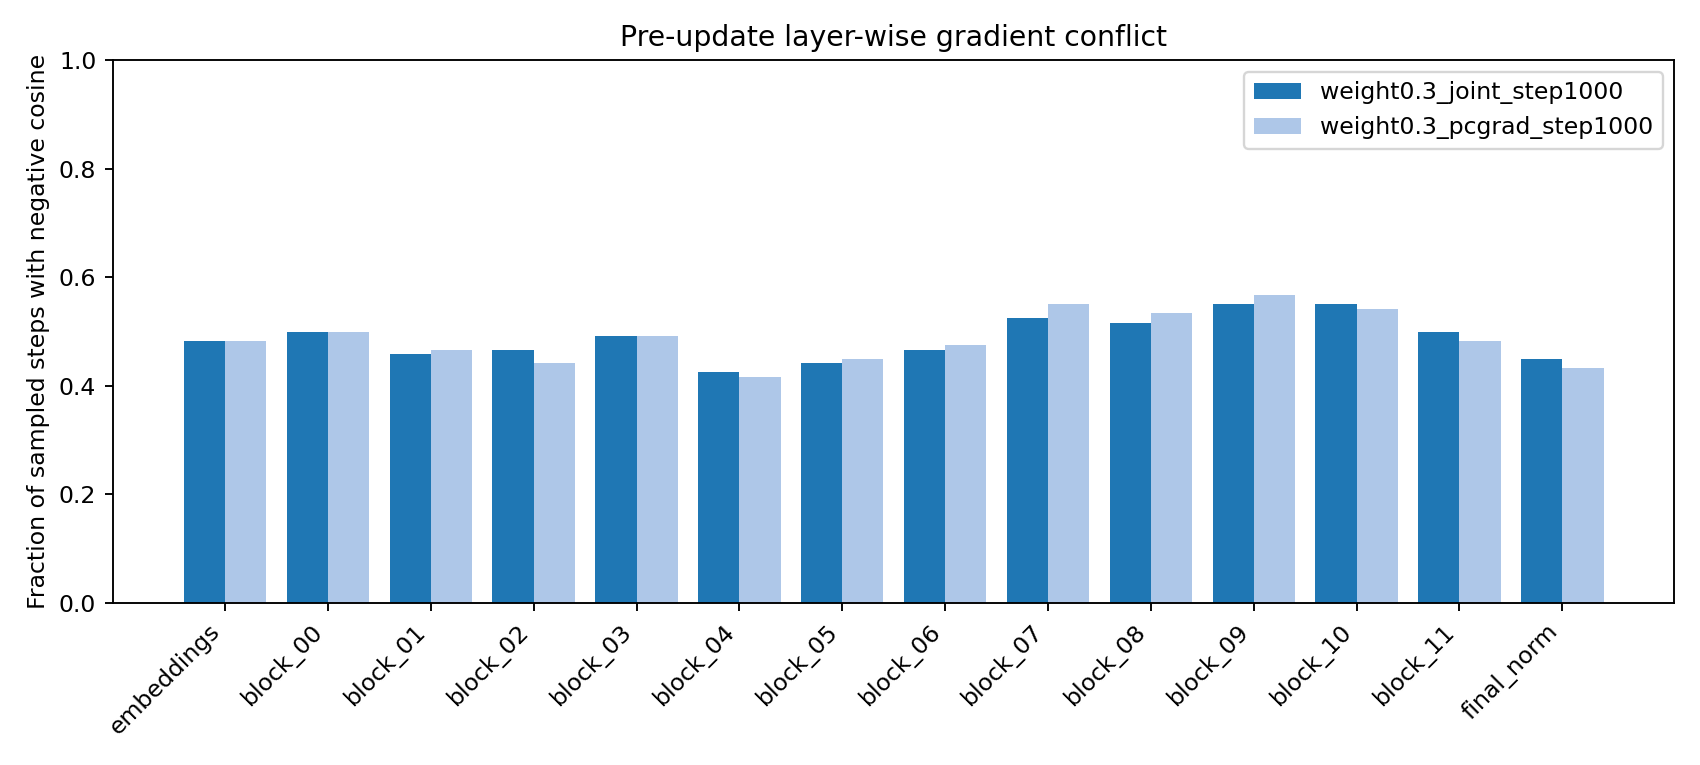 Pre-update layer-wise gradient conflict
Fraction of sampled steps with negative cosine
1.0
0.8
0.6
0.4
0.2
0.0
weight0.3_joint_step1000
weight0.3_pcgrad_step1000
embeddings
block_00
block_01
block_02
block_03
block_04
block_05
block_06
block_07
block_08
block_09
block_10
block_11
final_norm